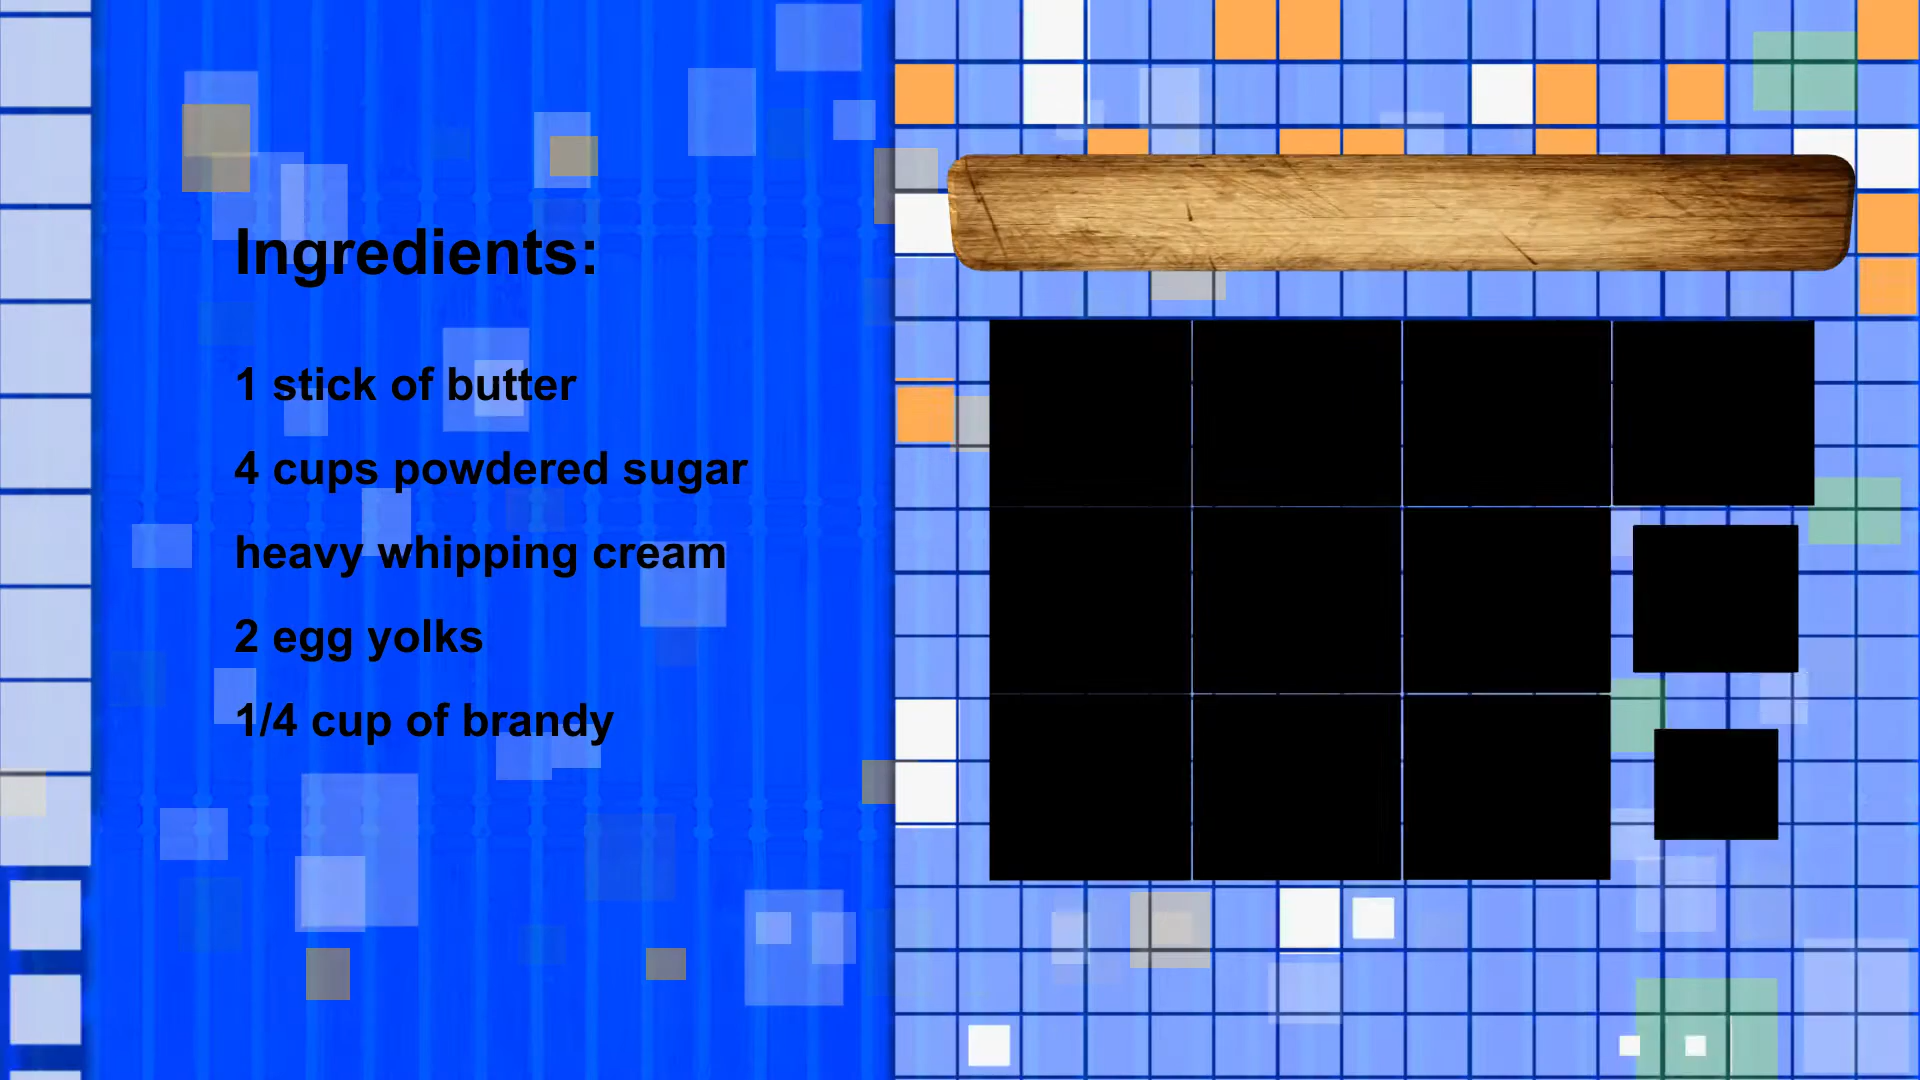 Ingredients:
1 stick of butter
4 cups powdered sugar
heavy whipping cream
2 egg yolks
1/4 cup of brandy